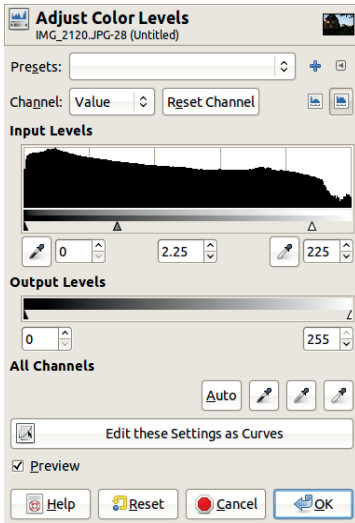 Adjust Color Levels
IMG_2120.JPG-28 (Untitled)
Presets:
Channel: Value Reset Channel
Input Levels
0 2.25 225
Output Levels
0 255
All Channels
Auto
Edit these Settings as Curves
Preview
Help Reset Cancel OK